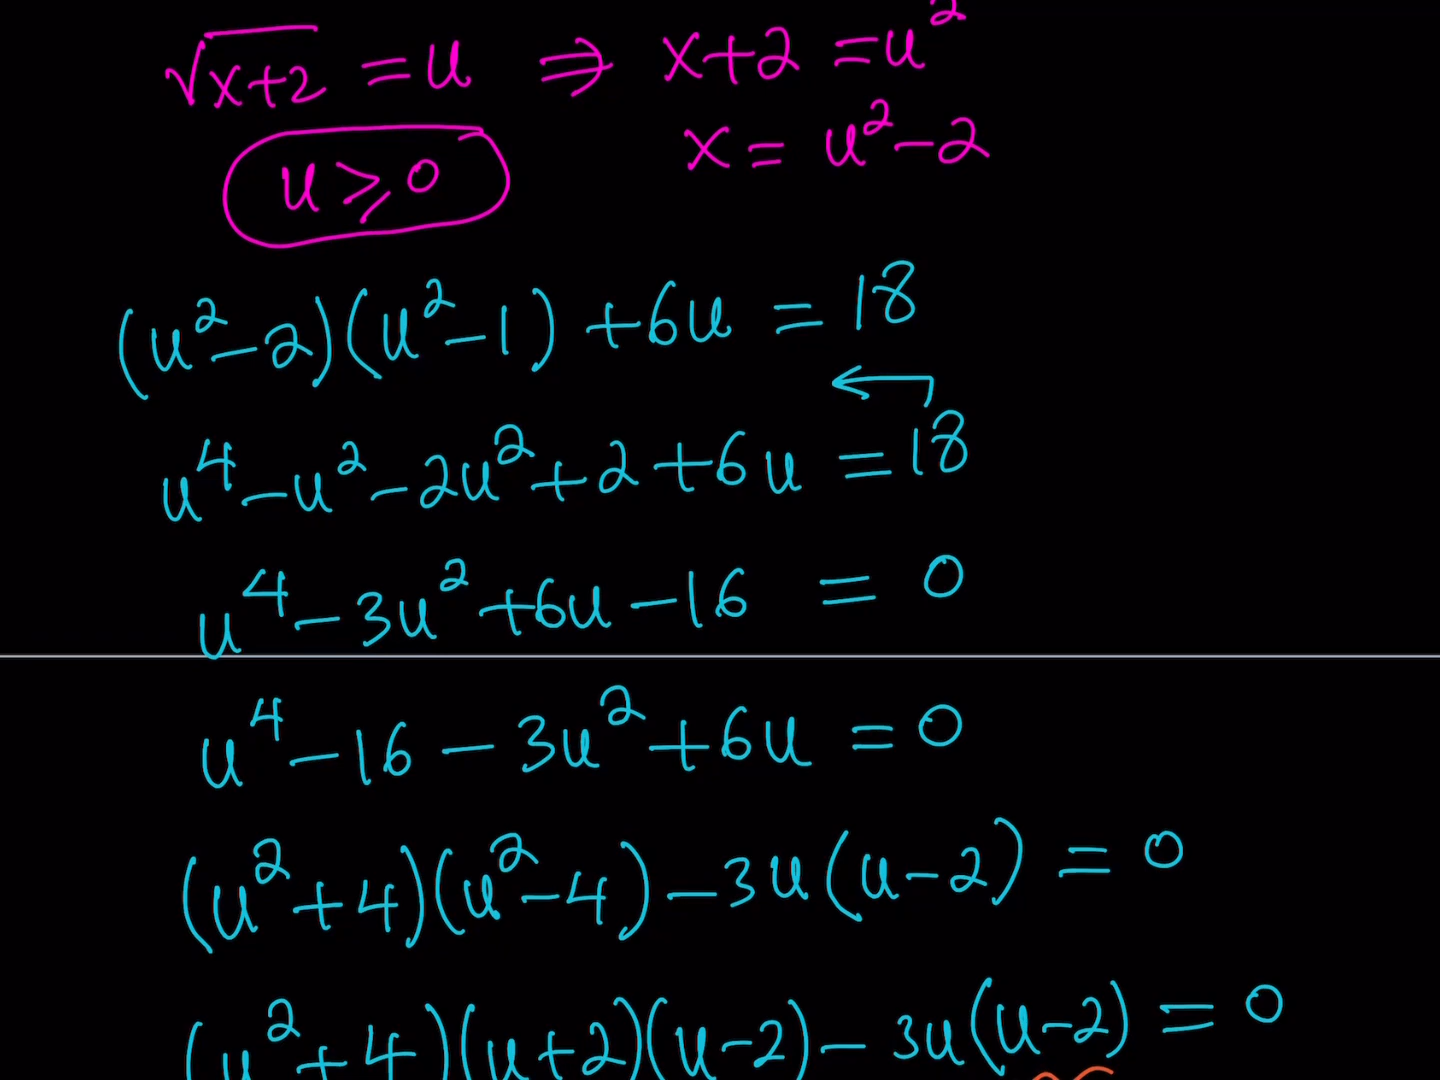 √x+2 = u ⇒ x+2 = u²
u ≥ 0 x = u²-2
(u²-2)(u²-1) +6u = 18
u⁴-u²-2u²+2+6u = 18
u⁴-3u²+6u-16 = 0
u⁴-16-3u²+6u = 0
(u²+4)(u²-4)-3u(u-2) = 0
(u²+4)(u+2)(u-2)-3u(u-2) = 0